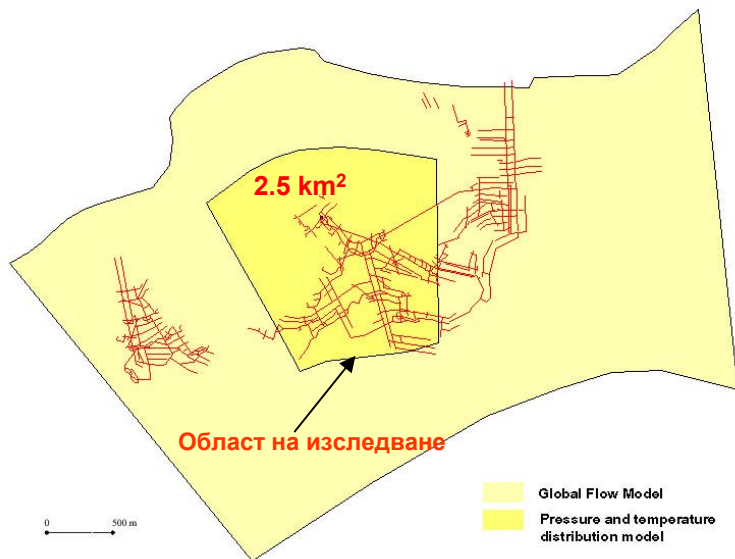 2.5 km²
Област на изследване
Global Flow Model
Pressure and temperature
distribution model
0 500 m